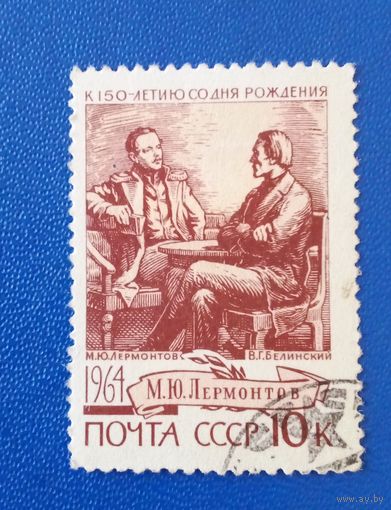 К 150-ЛЕТИЮ СО ДНЯ РОЖДЕНИЯ
М.Ю.ЛЕРМОНТОВ В.Г.БЕЛИНСКИЙ
1964 М.Ю. ЛЕРМОНТОВ
ПОЧТА СССР 10К
www.ay.by